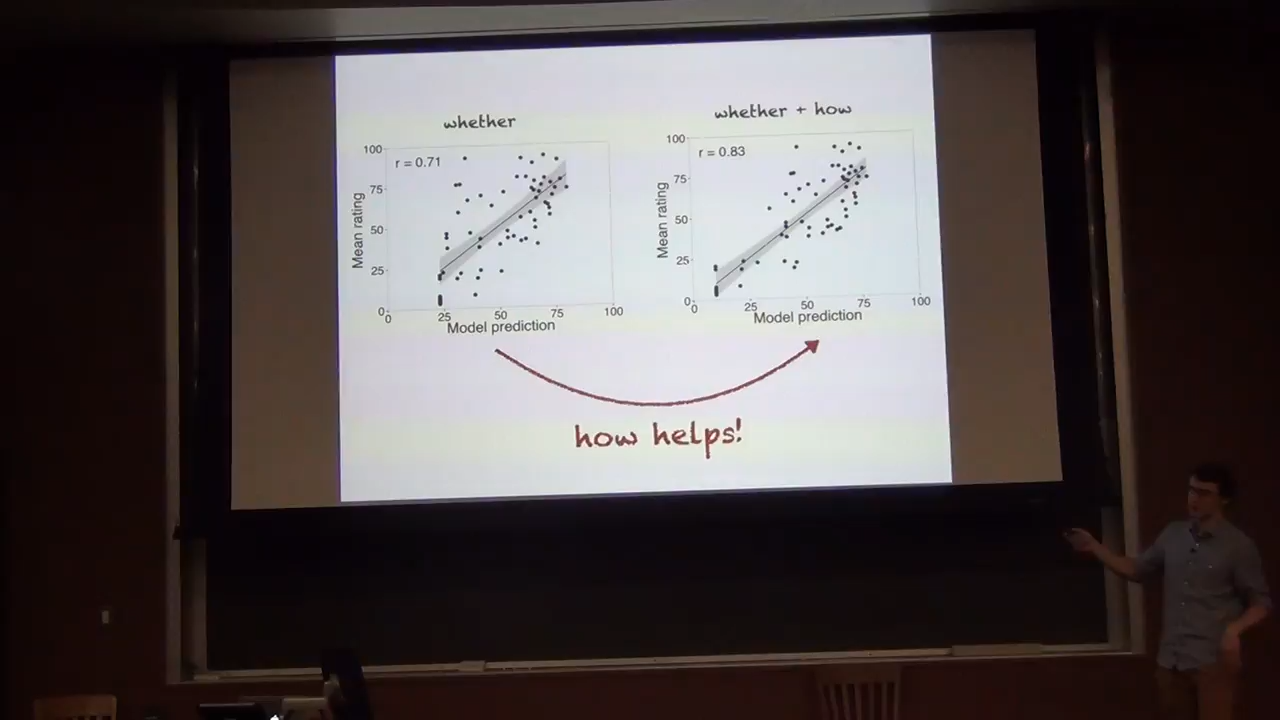 whether
r = 0.71
100
75
50
25
0
Mean rating
0
25
50
75
100
Model prediction
whether + how
r = 0.83
100
75
50
25
0
Mean rating
0
25
50
75
100
Model prediction
how helps!